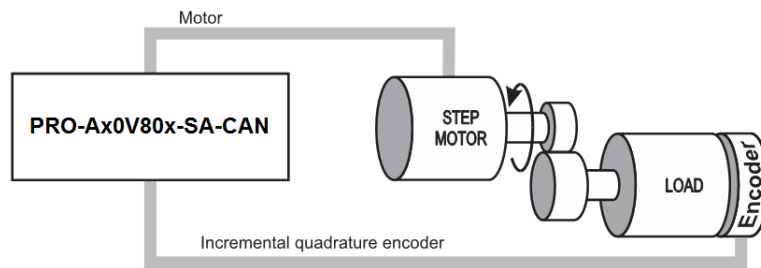 Motor
PRO-Ax0V80x-SA-CAN
STEP
MOTOR
LOAD
Encoder
Incremental quadrature encoder